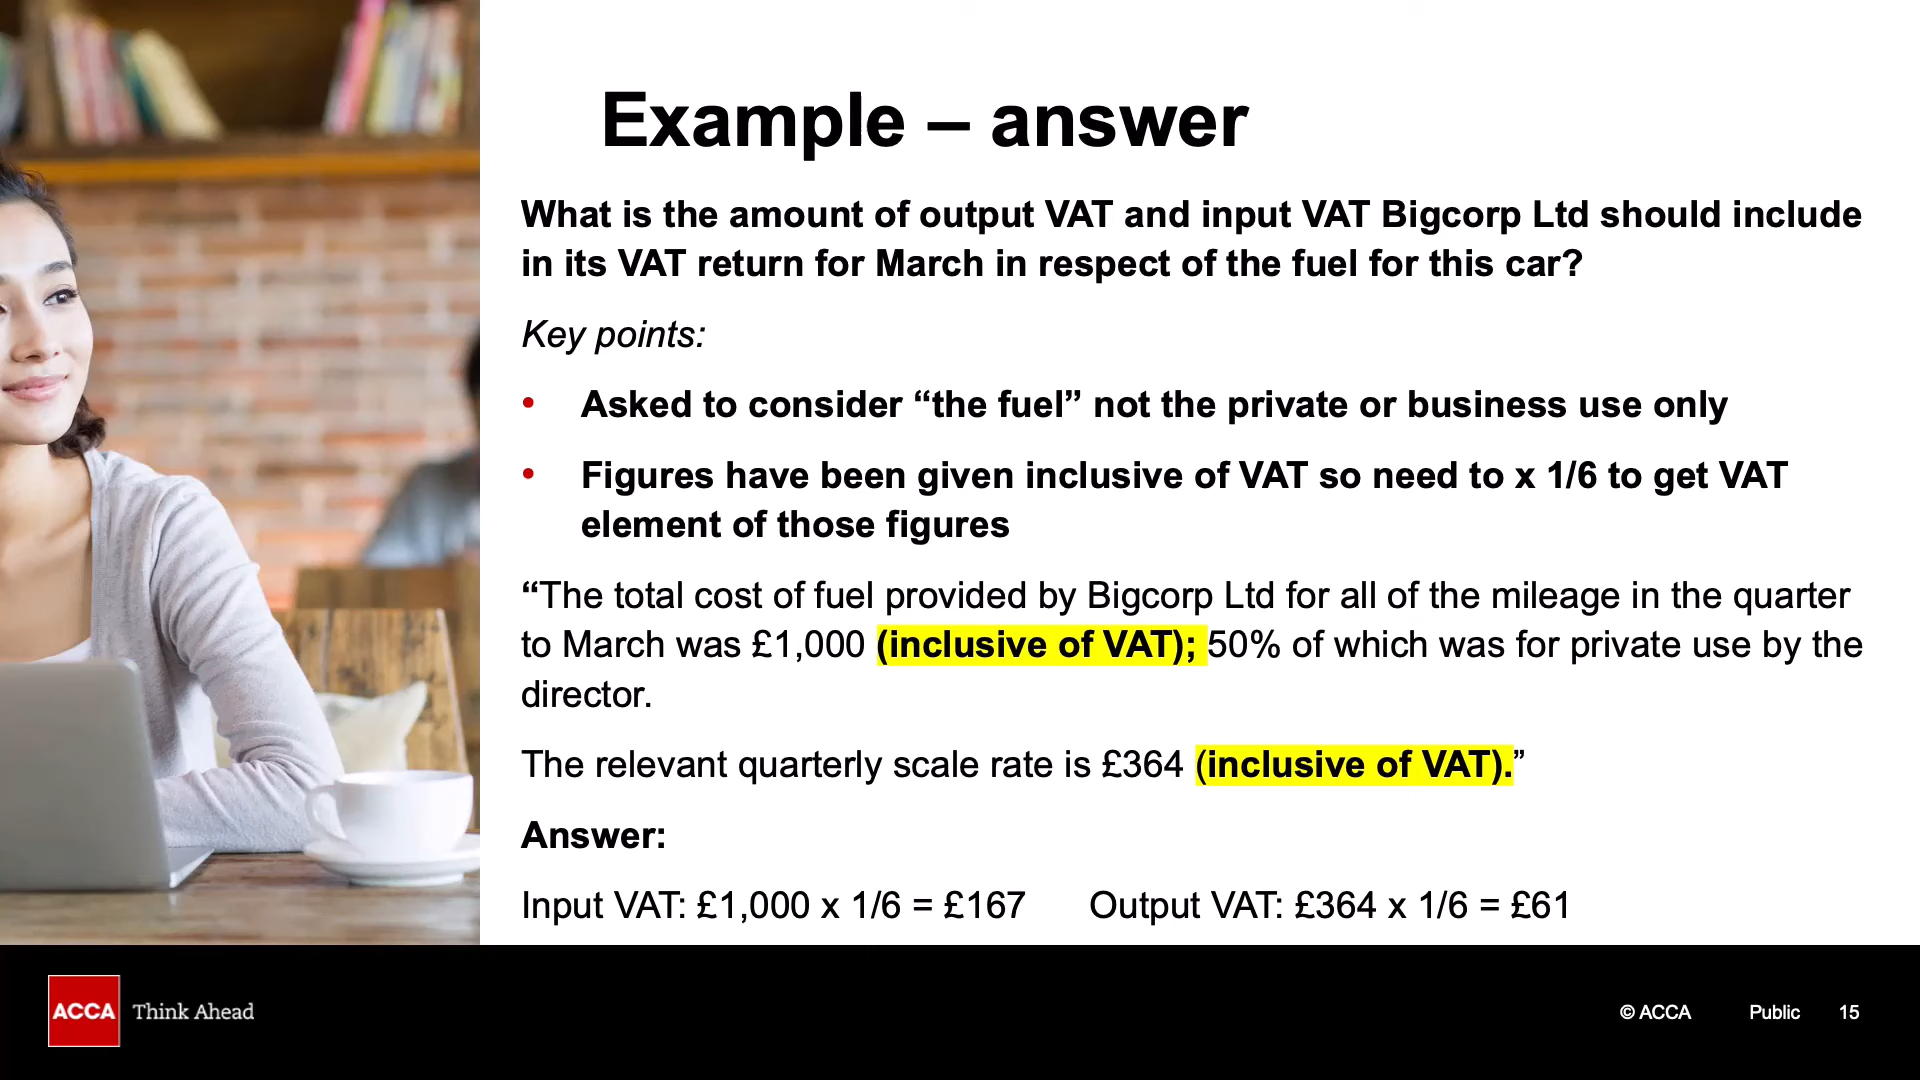 Example – answer
What is the amount of output VAT and input VAT Bigcorp Ltd should include
in its VAT return for March in respect of the fuel for this car?
Key points:
• Asked to consider “the fuel” not the private or business use only
• Figures have been given inclusive of VAT so need to x 1/6 to get VAT
element of those figures
“The total cost of fuel provided by Bigcorp Ltd for all of the mileage in the quarter
to March was £1,000 (inclusive of VAT); 50% of which was for private use by the
director.
The relevant quarterly scale rate is £364 (inclusive of VAT).”
Answer:
Input VAT: £1,000 x 1/6 = £167 Output VAT: £364 x 1/6 = £61
ACCA Think Ahead
© ACCA Public 15